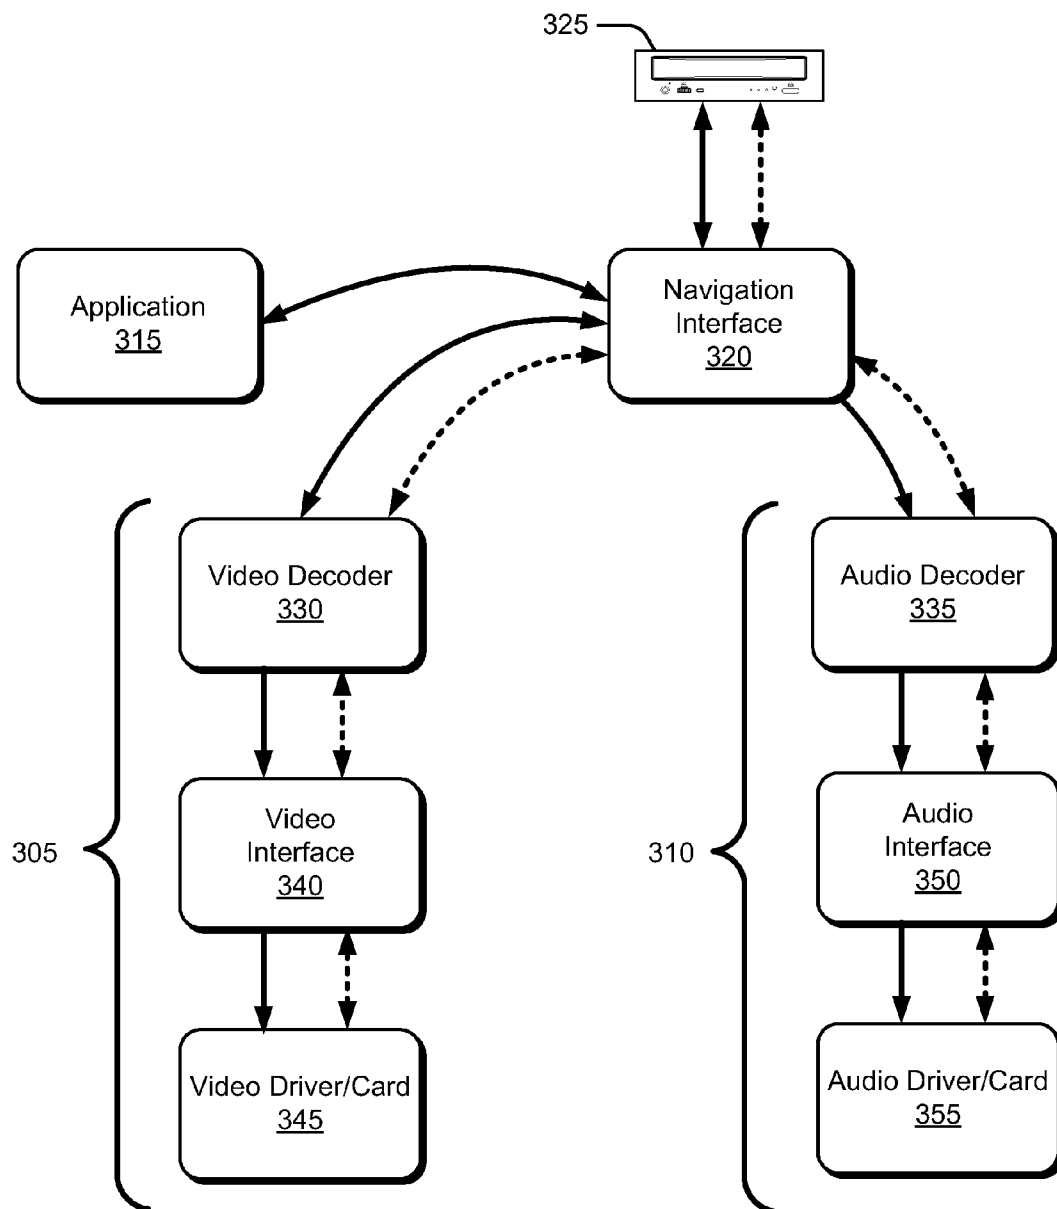 325
Application
315
Navigation
Interface
320
Video Decoder
330
Audio Decoder
335
305
Video
Interface
340
310
Audio
Interface
350
Video Driver/Card
345
Audio Driver/Card
355